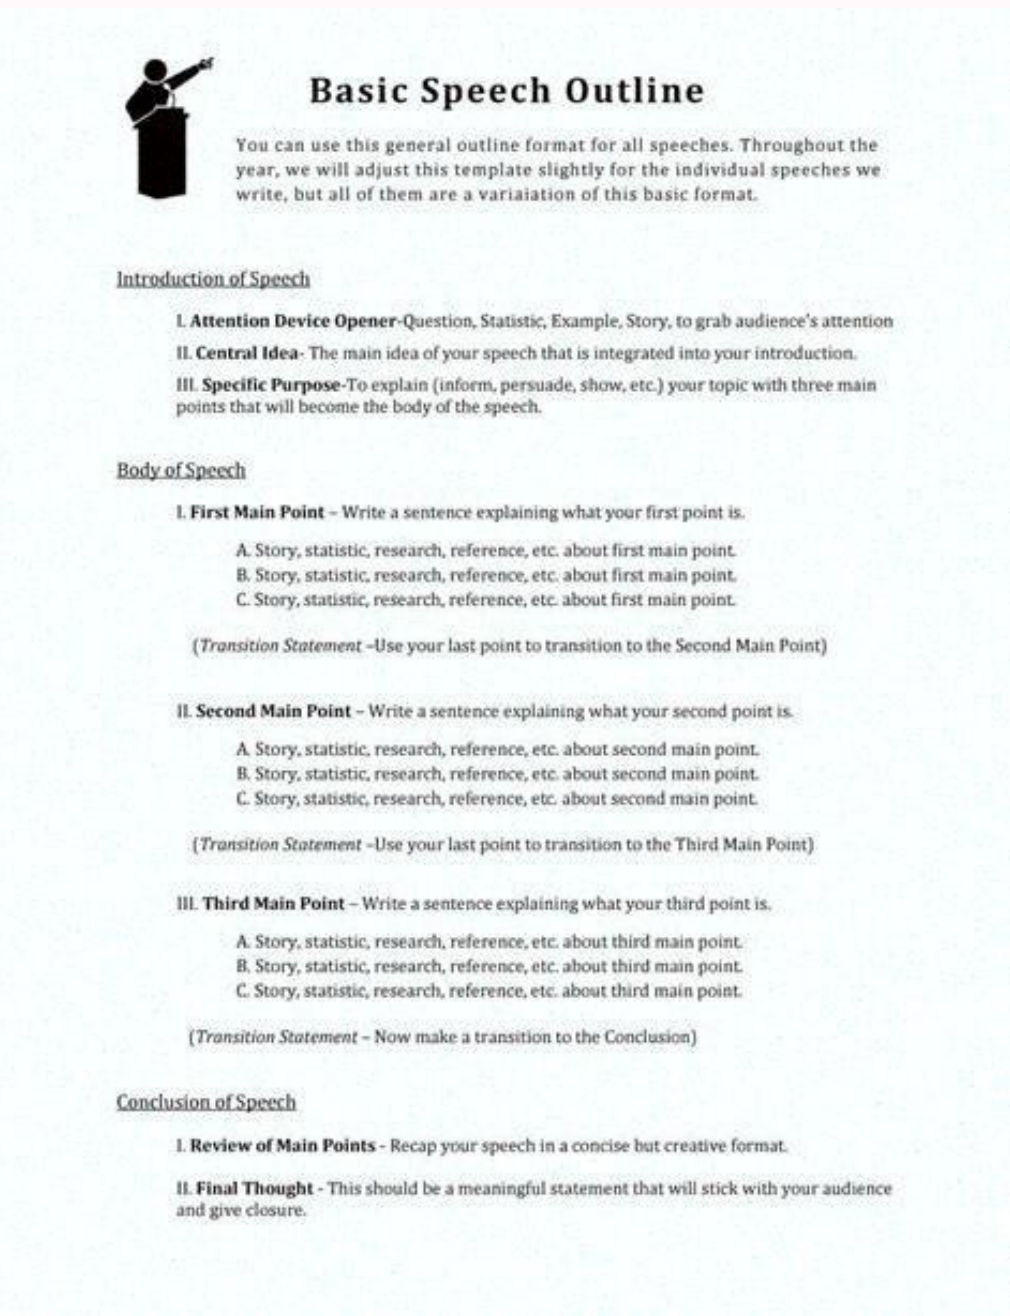 Basic Speech Outline
You can use this general outline format for all speeches. Throughout the
year, we will adjust this template slightly for the individual speeches we
write, but all of them are a variaiation of this basic format.
Introduction of Speech
I. Attention Device Opener-Question, Statistic, Example, Story, to grab audience's attention
II. Central Idea- The main idea of your speech that is integrated into your introduction.
III. Specific Purpose-To explain (inform, persuade, show, etc.) your topic with three main
points that will become the body of the speech.
Body of Speech
I. First Main Point – Write a sentence explaining what your first point is.
A. Story, statistic, research, reference, etc. about first main point.
B. Story, statistic, research, reference, etc. about first main point.
C. Story, statistic, research, reference, etc. about first main point.
(Transition Statement –Use your last point to transition to the Second Main Point)
II. Second Main Point – Write a sentence explaining what your second point is.
A. Story, statistic, research, reference, etc. about second main point.
B. Story, statistic, research, reference, etc. about second main point.
C. Story, statistic, research, reference, etc. about second main point.
(Transition Statement –Use your last point to transition to the Third Main Point)
III. Third Main Point – Write a sentence explaining what your third point is.
A. Story, statistic, research, reference, etc. about third main point.
B. Story, statistic, research, reference, etc. about third main point.
C. Story, statistic, research, reference, etc. about third main point.
(Transition Statement – Now make a transition to the Conclusion)
Conclusion of Speech
I. Review of Main Points - Recap your speech in a concise but creative format.
II. Final Thought - This should be a meaningful statement that will stick with your audience
and give closure.